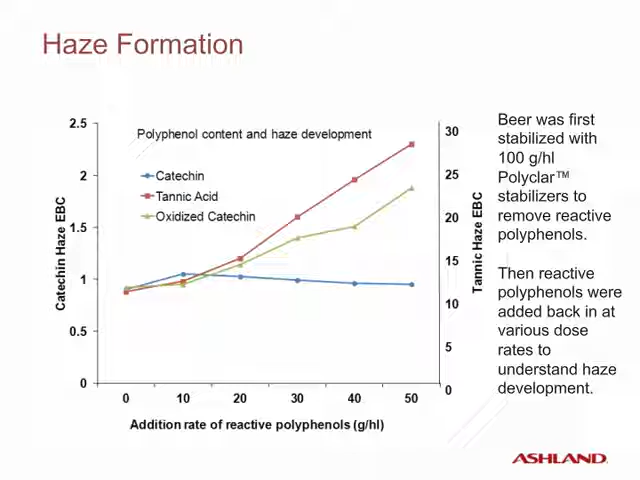 Haze Formation
Polyphenol content and haze development
Catechin
Tannic Acid
Oxidized Catechin
Catechin Haze EBC
2.5
2
1.5
1
0.5
0
Tannic Haze EBC
30
25
20
15
10
5
0
0 10 20 30 40 50
Addition rate of reactive polyphenols (g/hl)
Beer was first
stabilized with
100 g/hl
Polyclar™
stabilizers to
remove reactive
polyphenols.
Then reactive
polyphenols were
added back in at
various dose
rates to
understand haze
development.
ASHLAND